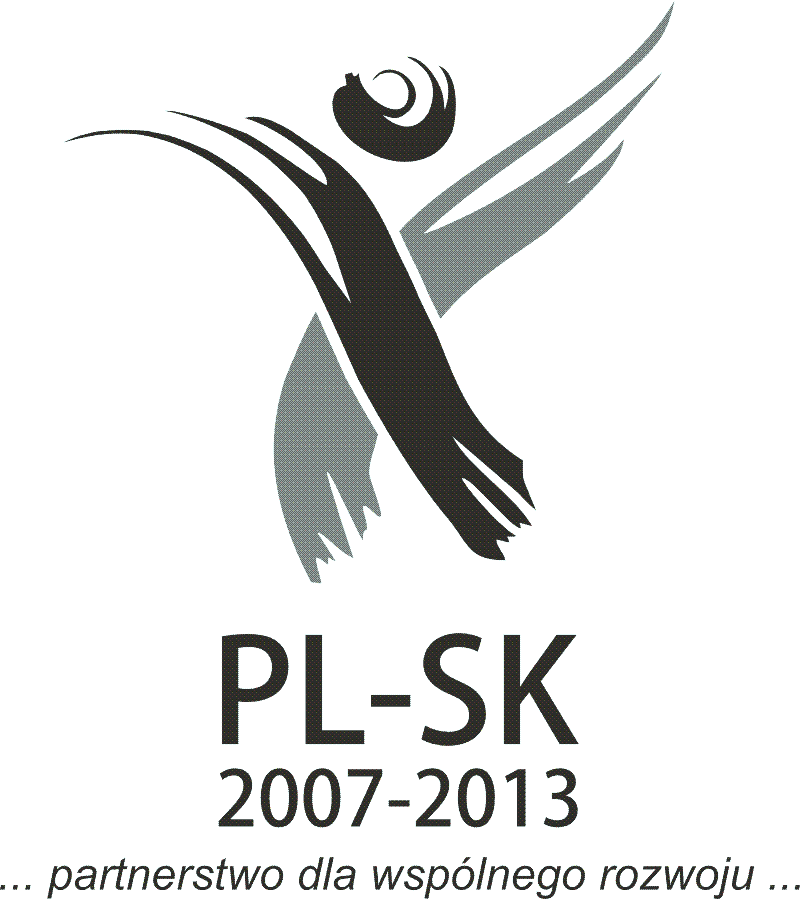 PL-SK
2007-2013
... partnerstwo dla wspólnego rozwoju ...